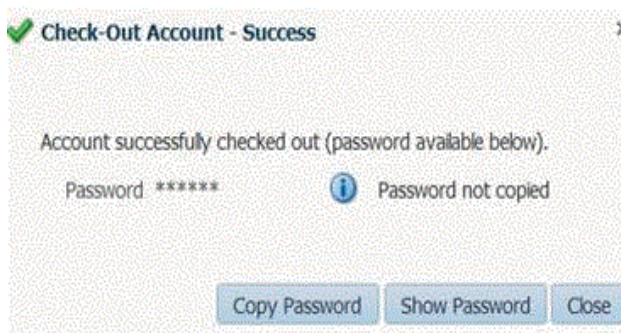 Check-Out Account - Success
Account successfully checked out (password available below).
Password ****** Password not copied
Copy Password Show Password Close